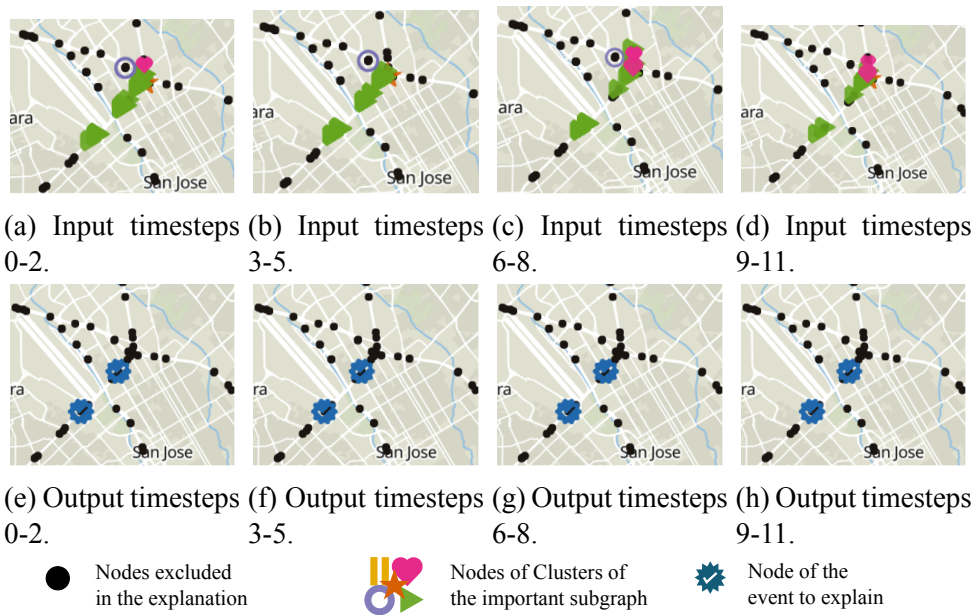 ara
San Jose
ara
San Jose
ara
San Jose
ara
San Jose
(a) Input timesteps
0-2.
(b) Input timesteps
3-5.
(c) Input timesteps
6-8.
(d) Input timesteps
9-11.
ara
San Jose
ara
San Jose
ara
San Jose
ara
San Jose
(e) Output timesteps
0-2.
(f) Output timesteps
3-5.
(g) Output timesteps
6-8.
(h) Output timesteps
9-11.
Nodes excluded
in the explanation
Nodes of Clusters of
the important subgraph
Node of the
event to explain